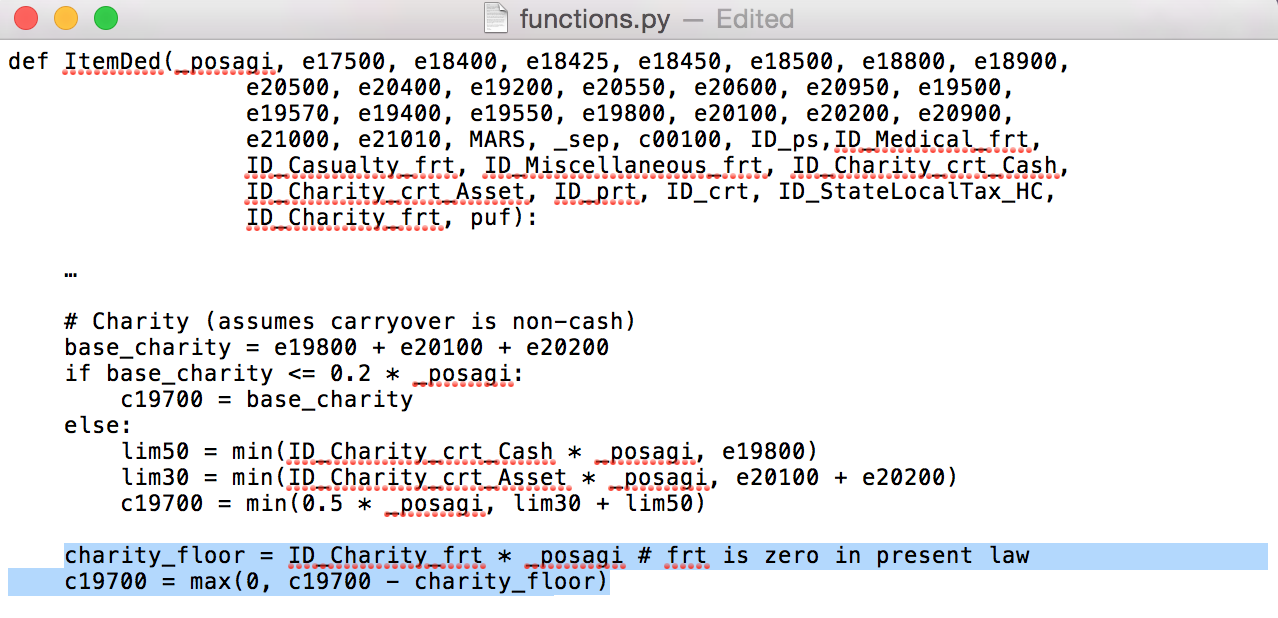 functions.py — Edited
def ItemDed(_posagi, e17500, e18400, e18425, e18450, e18500, e18800, e18900,
e20500, e20400, e19200, e20550, e20600, e20950, e19500,
e19570, e19400, e19550, e19800, e20100, e20200, e20900,
e21000, e21010, MARS, _sep, c00100, ID_ps,ID_Medical_frt,
ID_Casualty_frt, ID_Miscellaneous_frt, ID_Charity_crt_Cash,
ID_Charity_crt_Asset, ID_prt, ID_crt, ID_StateLocalTax_HC,
ID_Charity_frt, puf):
…
# Charity (assumes carryover is non-cash)
base_charity = e19800 + e20100 + e20200
if base_charity <= 0.2 * _posagi:
c19700 = base_charity
else:
lim50 = min(ID_Charity_crt_Cash * _posagi, e19800)
lim30 = min(ID_Charity_crt_Asset * _posagi, e20100 + e20200)
c19700 = min(0.5 * _posagi, lim30 + lim50)
charity_floor = ID_Charity_frt * _posagi # frt is zero in present law
c19700 = max(0, c19700 - charity_floor)